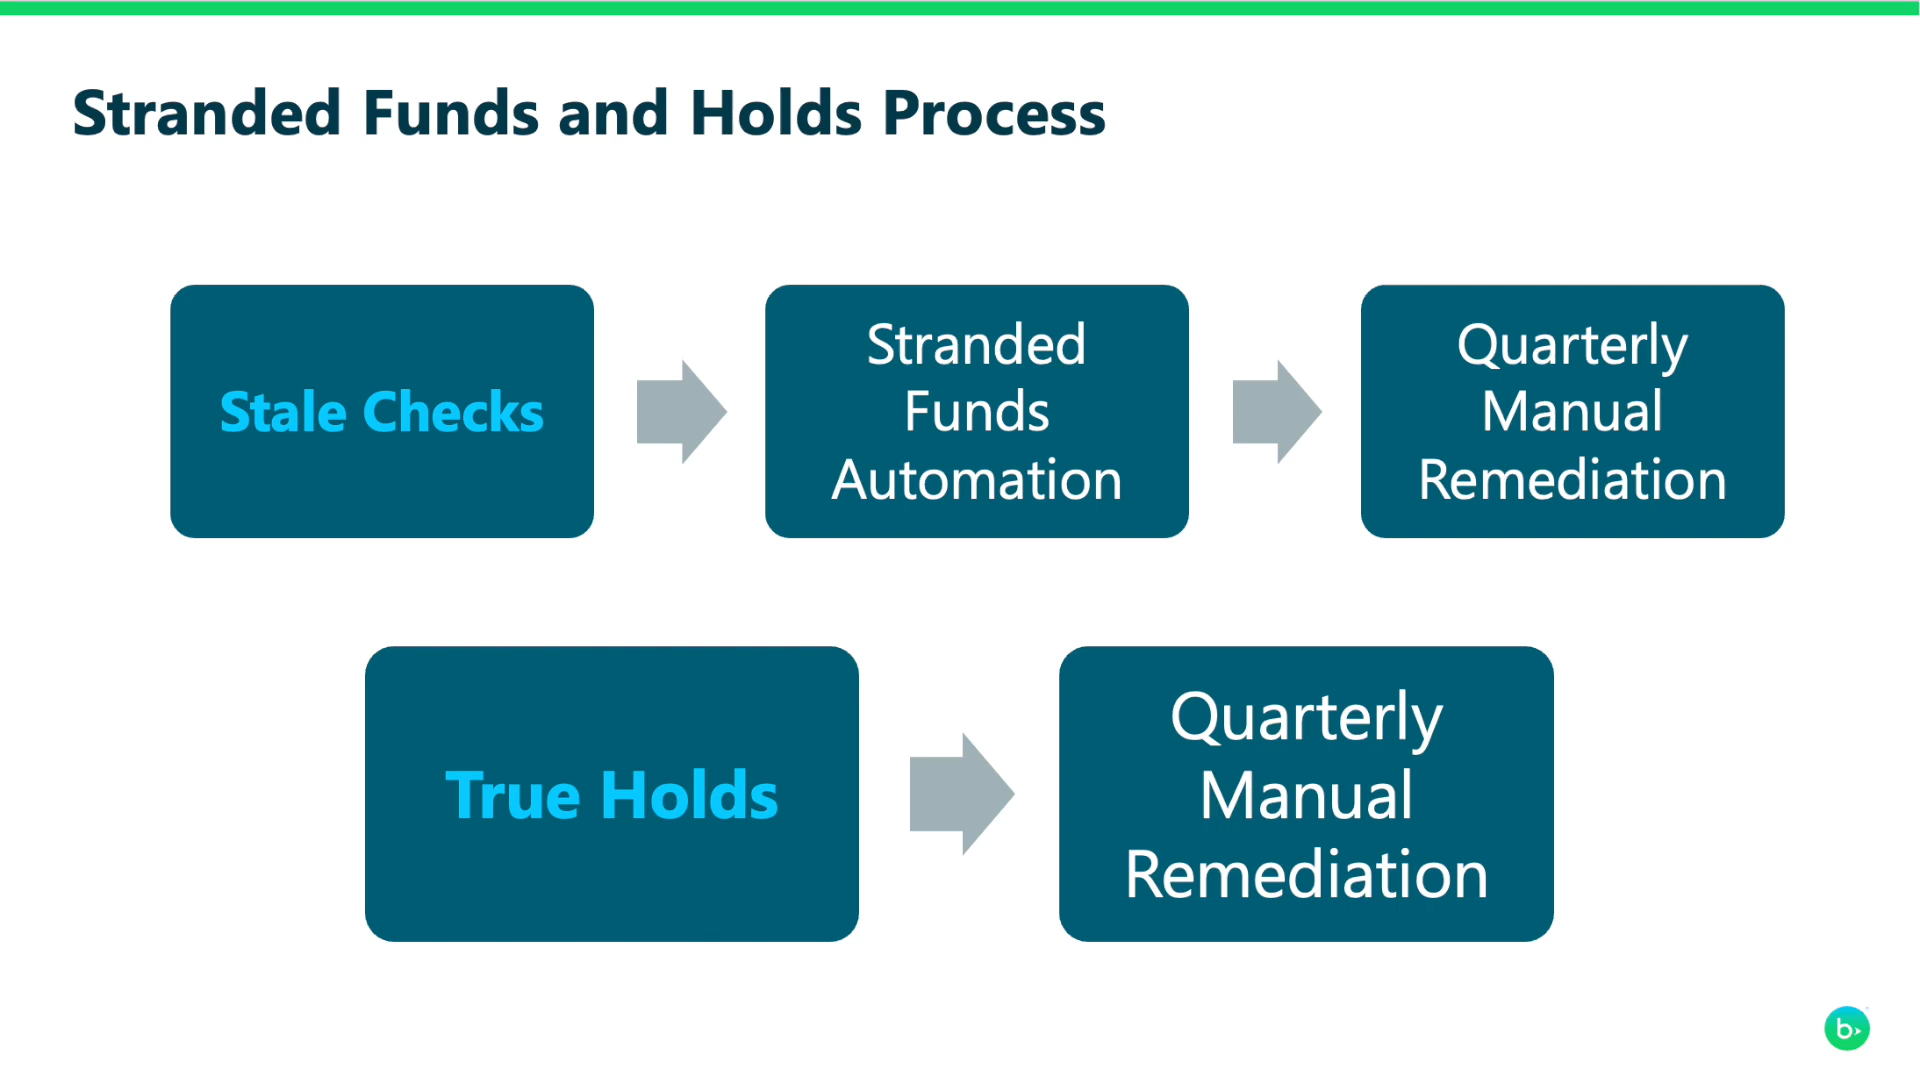 Stranded Funds and Holds Process
Stale Checks
Stranded
Funds
Automation
Quarterly
Manual
Remediation
True Holds
Quarterly
Manual
Remediation
b